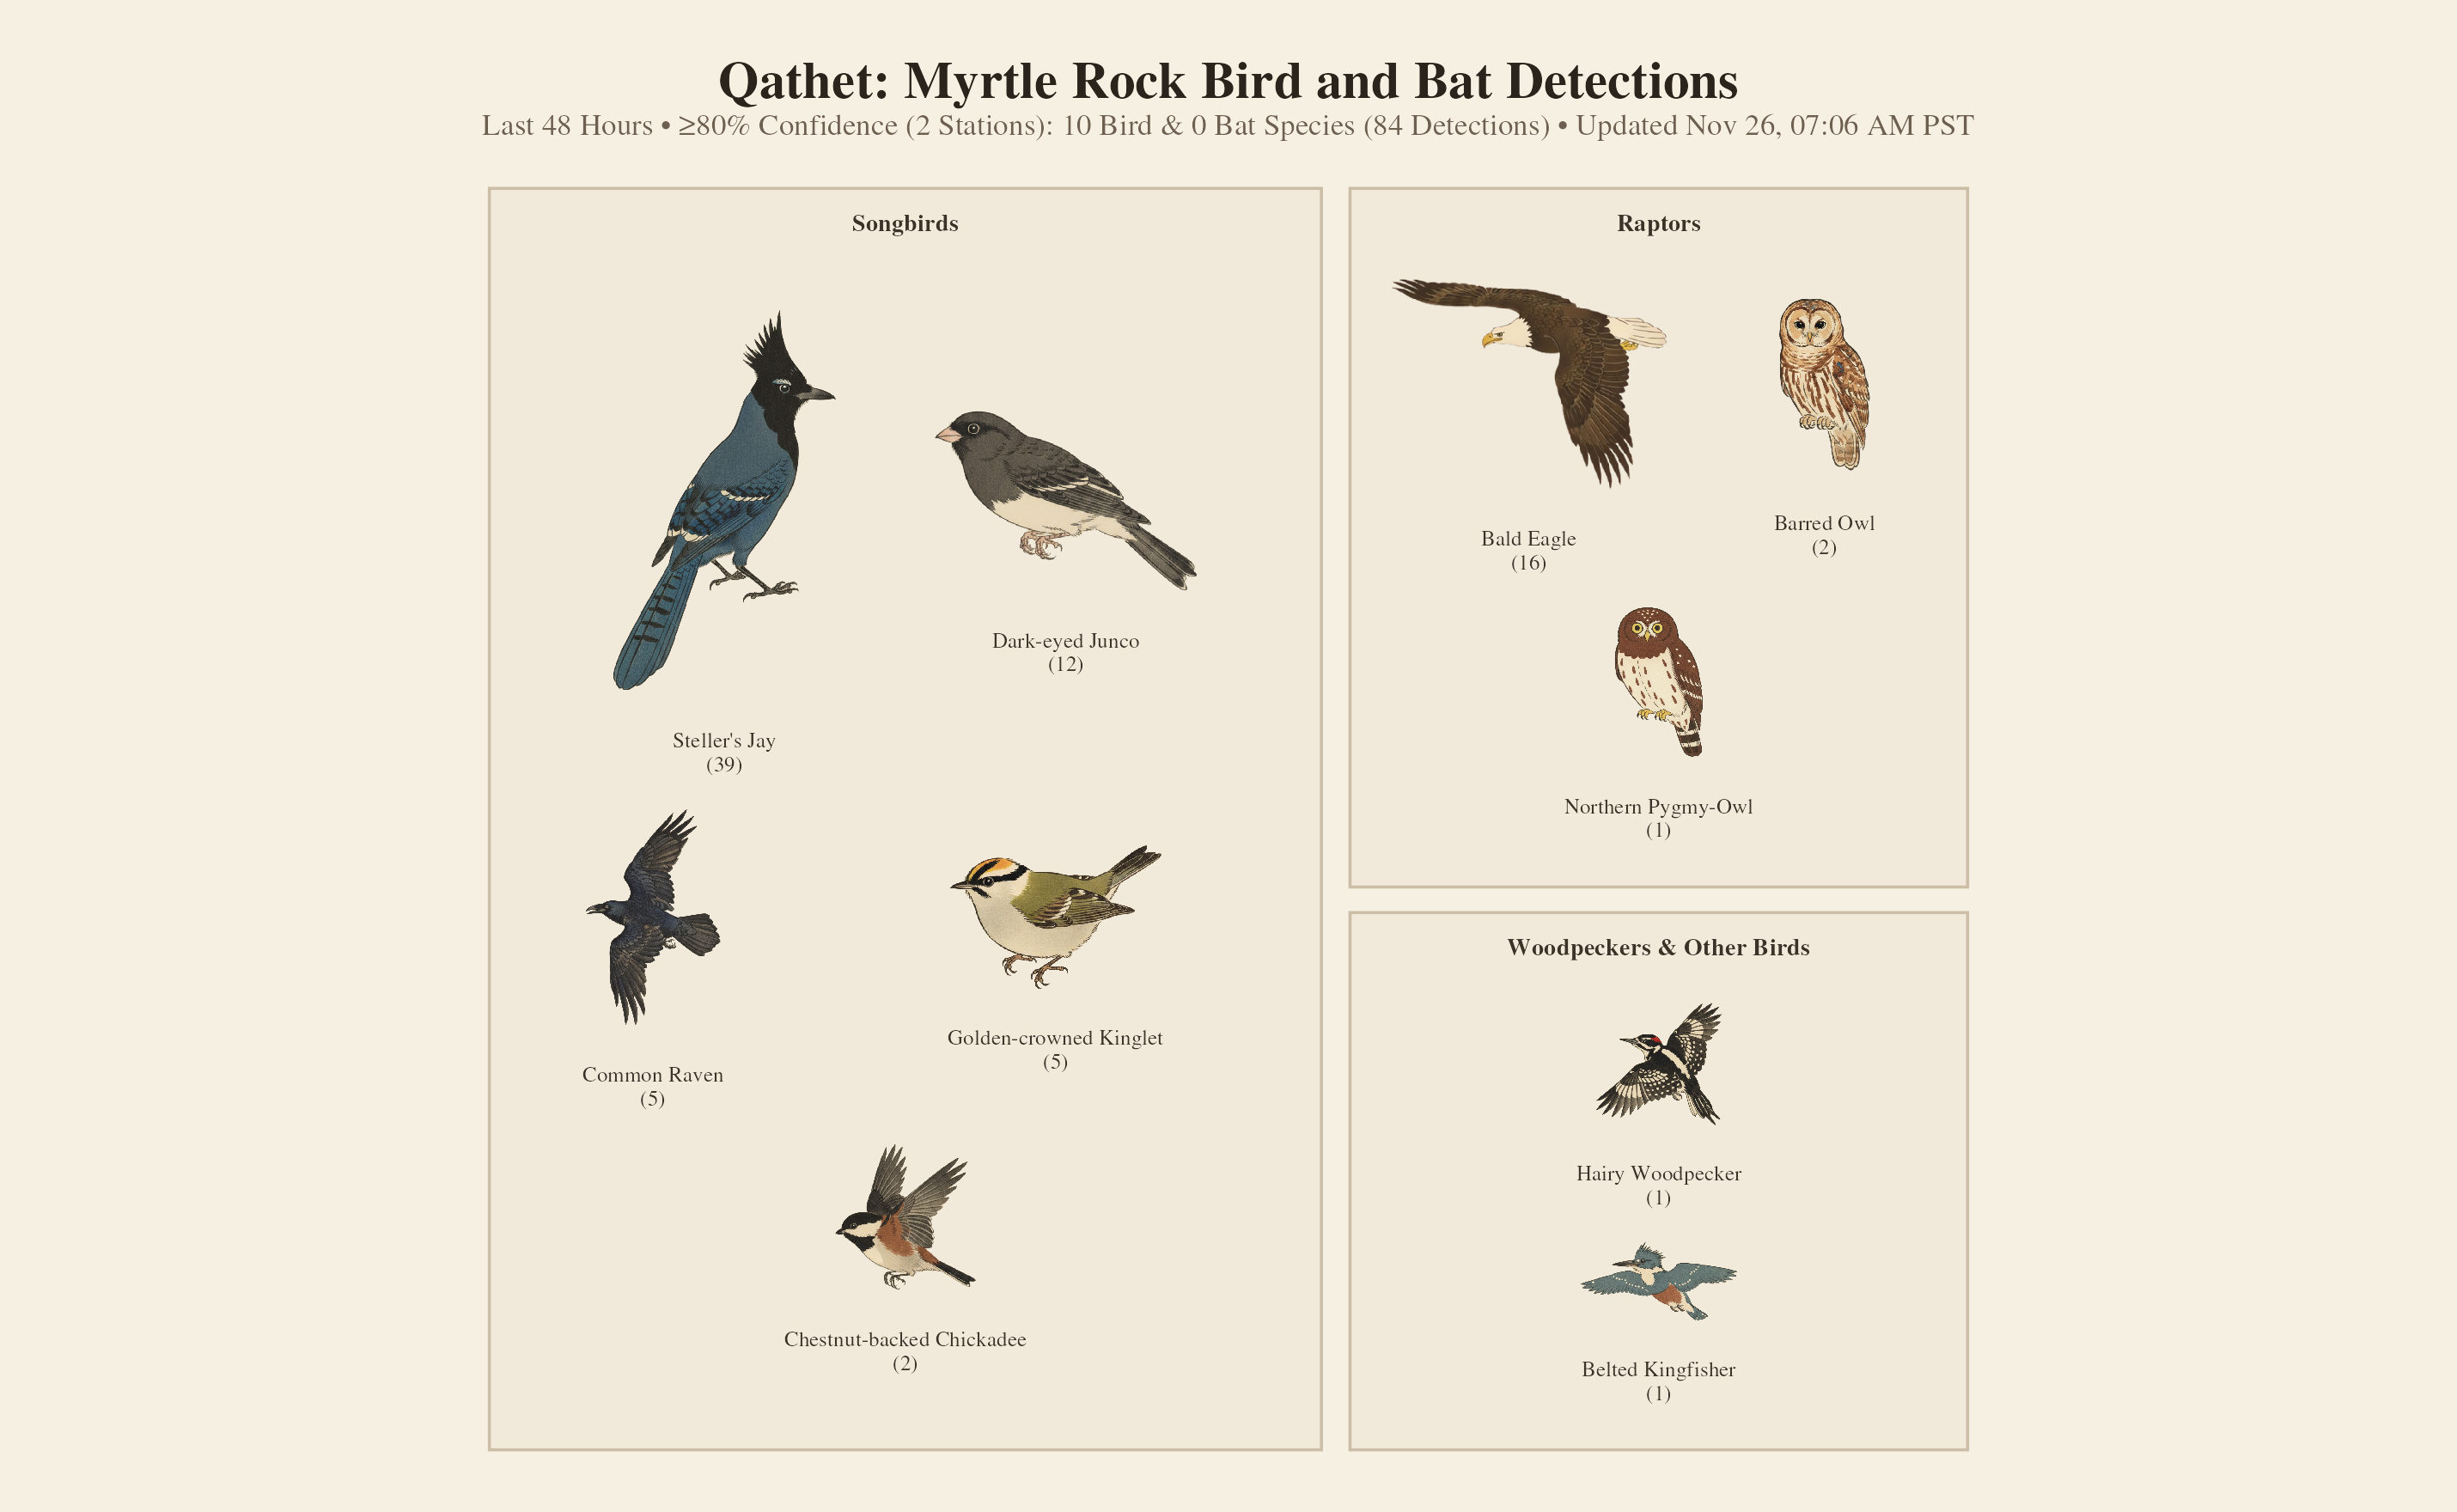 Qathet: Myrtle Rock Bird and Bat Detections
Last 48 Hours • ≥80% Confidence (2 Stations): 10 Bird & 0 Bat Species (84 Detections) • Updated Nov 26, 07:06 AM PST
Songbirds
Steller's Jay
(39)
Dark-eyed Junco
(12)
Common Raven
(5)
Golden-crowned Kinglet
(5)
Chestnut-backed Chickadee
(2)
Raptors
Bald Eagle
(16)
Barred Owl
(2)
Northern Pygmy-Owl
(1)
Woodpeckers & Other Birds
Hairy Woodpecker
(1)
Belted Kingfisher
(1)